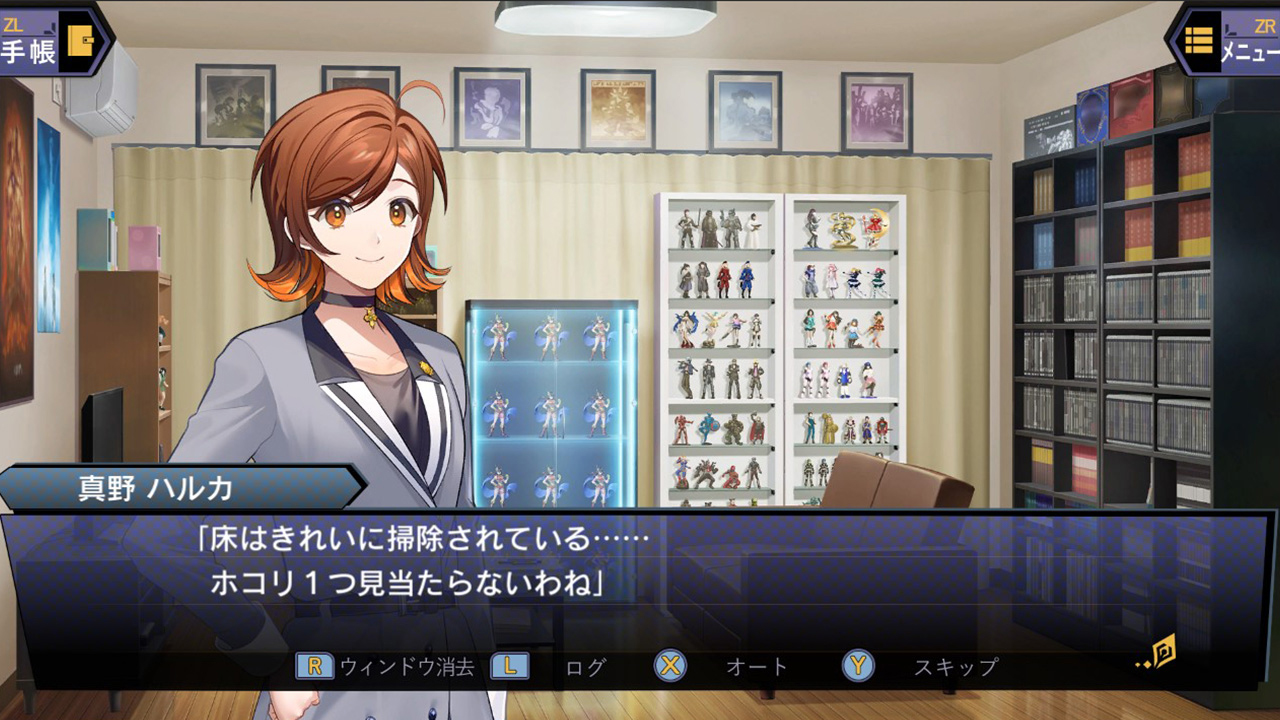 ZL
手帳
ZR
メニュー
真野 ハルカ
「床はきれいに掃除されている……
ホコリ１つ見当たらないわね」
R ウィンドウ消去 L ログ X オート Y スキップ